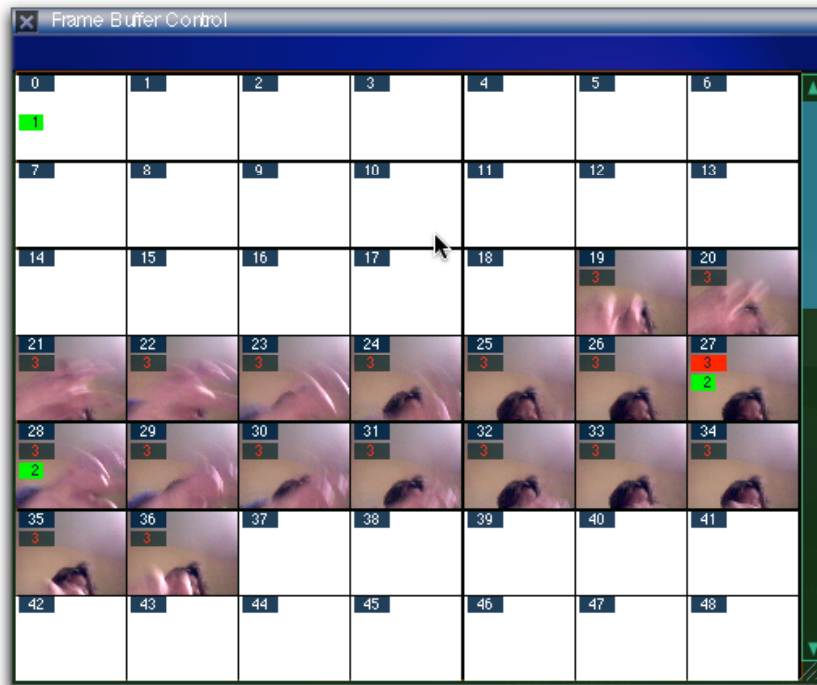 Frame Buffer Control
0 1 2 3 4 5 6
1
7 8 9 10 11 12 13
14 15 16 17 18 19 20
3 3
21 22 23 24 25 26 27
3 3 3 3 3 3 3
2
28 29 30 31 32 33 34
3 3 3 3 3 3 3
2
35 36 37 38 39 40 41
3 3
42 43 44 45 46 47 48